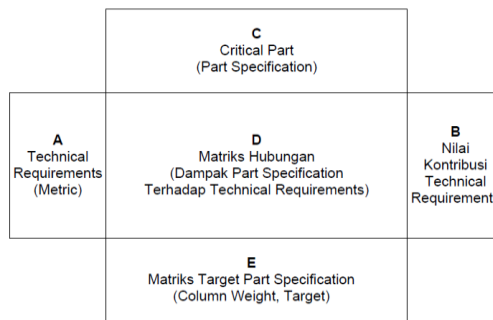 C
Critical Part
(Part Specification)
A
Technical
Requirements
(Metric)
D
Matriks Hubungan
(Dampak Part Specification
Terhadap Technical Requirements)
B
Nilai
Kontribusi
Technical
Requirement
E
Matriks Target Part Specification
(Column Weight, Target)